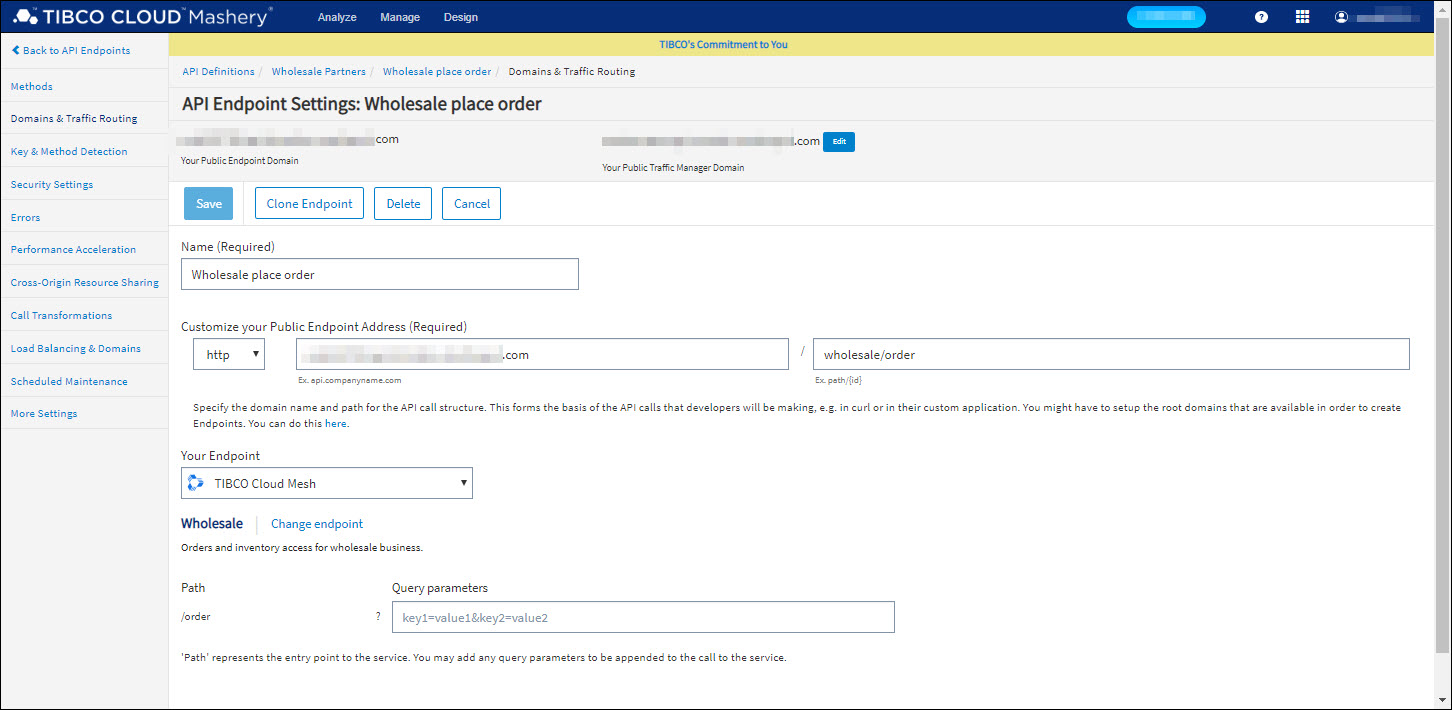 TIBCO CLOUD™ Mashery®
Analyze Manage Design
?
Back to API Endpoints
TIBCO's Commitment to You
API Definitions / Wholesale Partners / Wholesale place order / Domains & Traffic Routing
Methods
Domains & Traffic Routing
Key & Method Detection
Security Settings
Errors
Performance Acceleration
Cross-Origin Resource Sharing
Call Transformations
Load Balancing & Domains
Scheduled Maintenance
More Settings
API Endpoint Settings: Wholesale place order
com
Your Public Endpoint Domain
.com Edit
Your Public Traffic Manager Domain
Save Clone Endpoint Delete Cancel
Name (Required)
Wholesale place order
Customize your Public Endpoint Address (Required)
http .com / wholesale/order
Ex. api.companyname.com Ex. path/{id}
Specify the domain name and path for the API call structure. This forms the basis of the API calls that developers will be making, e.g. in curl or in their custom application. You might have to setup the root domains that are available in order to create
Endpoints. You can do this here.
Your Endpoint
TIBCO Cloud Mesh
Wholesale Change endpoint
Orders and inventory access for wholesale business.
Path Query parameters
/order ? key1=value1&key2=value2
'Path' represents the entry point to the service. You may add any query parameters to be appended to the call to the service.